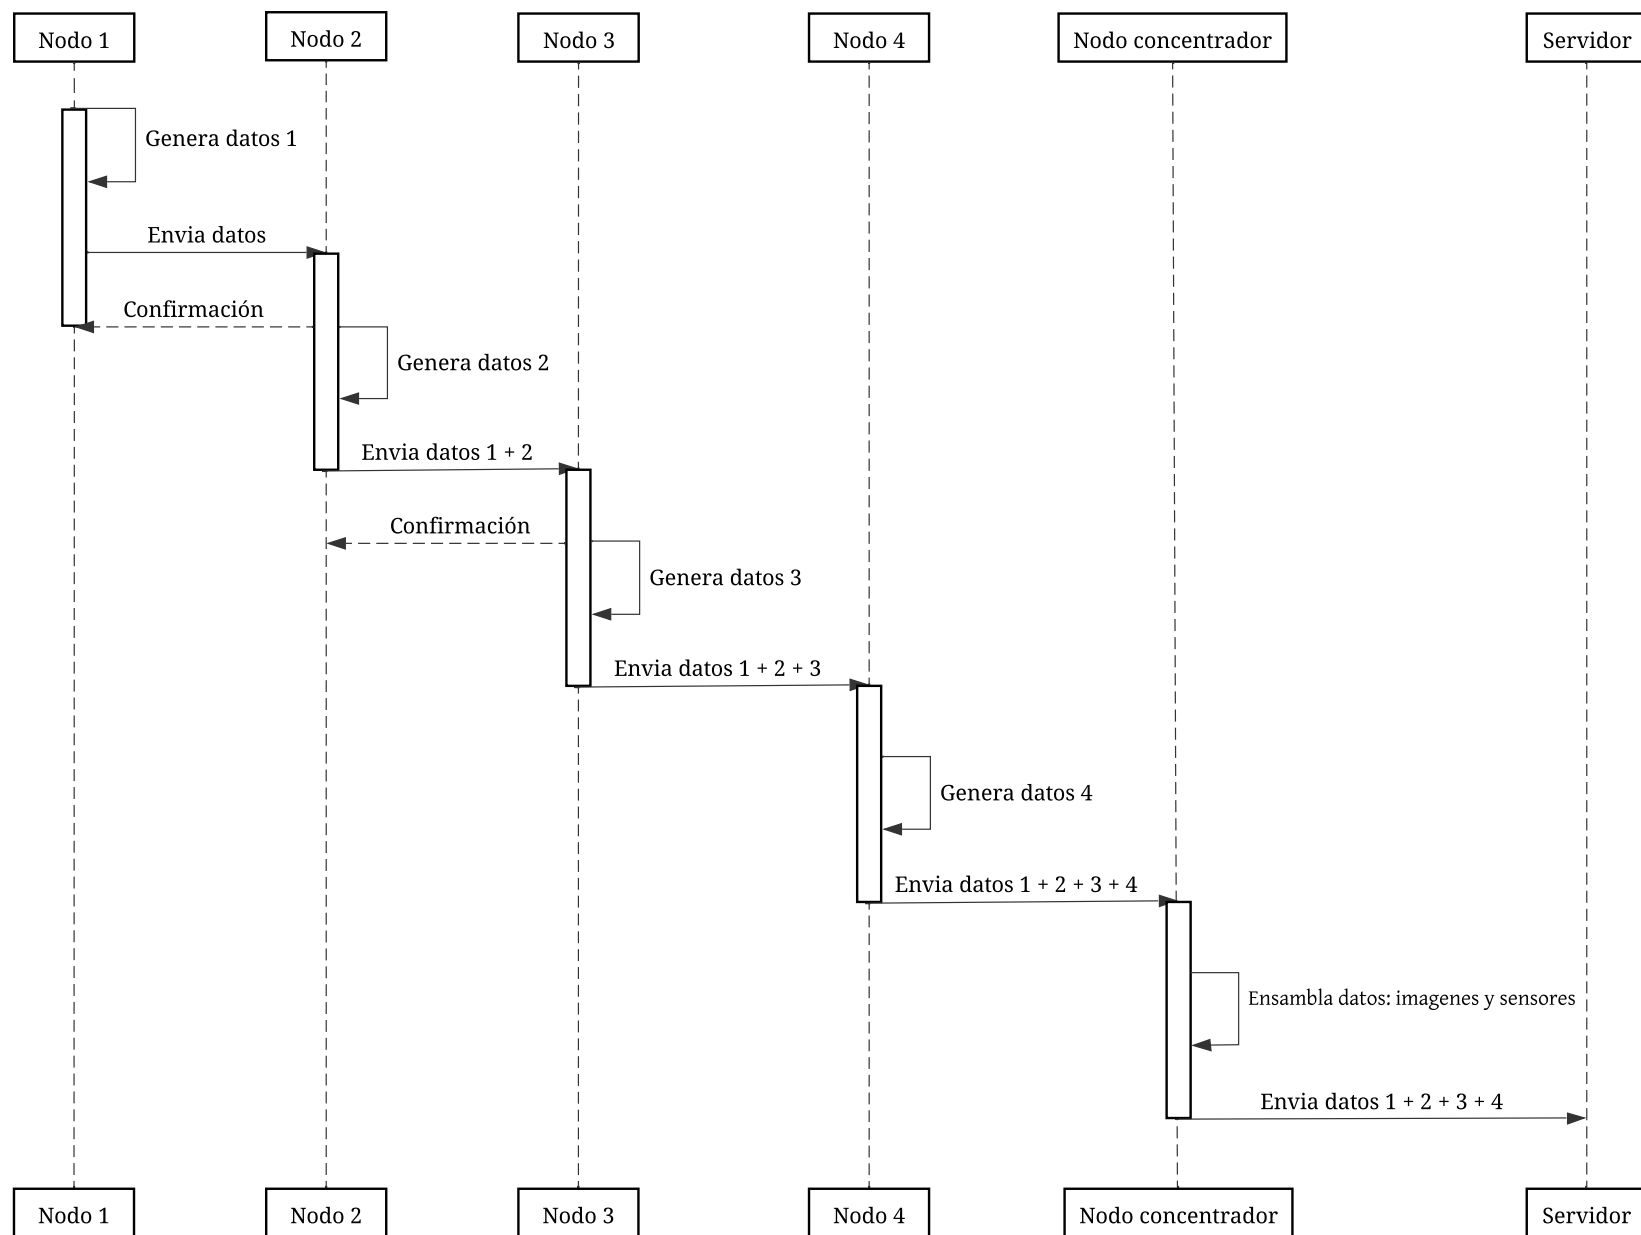 Nodo 1
Nodo 2
Nodo 3
Nodo 4
Nodo concentrador
Servidor
Genera datos 1
Envia datos
Confirmación
Genera datos 2
Envia datos 1 + 2
Confirmación
Genera datos 3
Envia datos 1 + 2 + 3
Genera datos 4
Envia datos 1 + 2 + 3 + 4
Ensambla datos: imagenes y sensores
Envia datos 1 + 2 + 3 + 4
Nodo 1
Nodo 2
Nodo 3
Nodo 4
Nodo concentrador
Servidor